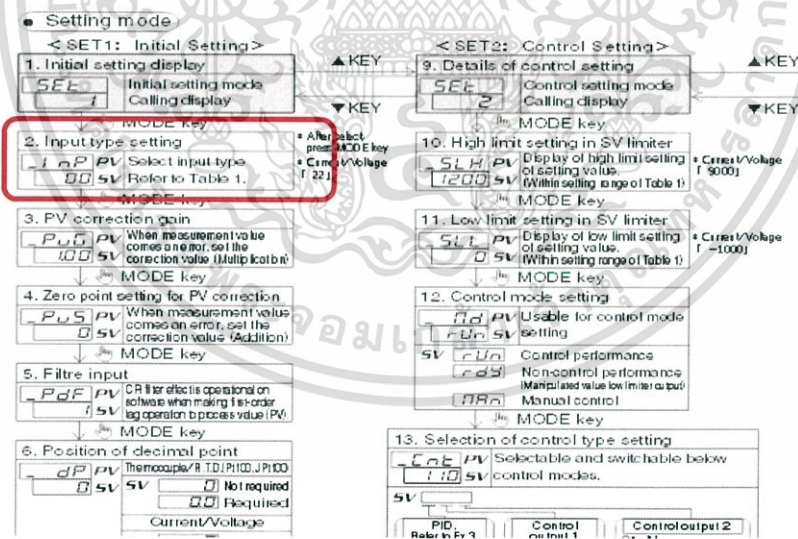 Setting mode
<SET1: Initial Setting>
1. Initial setting display
SEt
1
Initial setting mode
Calling display
▲KEY
▼KEY
MODE key
2. Input type setting
_ inP PV Select input type
00 SV Refer to Table 1.
* After select press MODE key
* Current/Voltage
「 22」
MODE key
3. PV correction gain
_ PvG PV
1.00 SV
When measurement value
comes an error, set the
correction value (Multiplication)
MODE key
4. Zero point setting for PV correction
_ PvS PV
0 SV
When measurement value
comes an error, set the
correction value (Addition)
MODE key
5. Filtre input
_ PdF PV
1 SV
CR filter effect is operational on
software when making first-order
lag operation to process value (PV)
MODE key
6. Position of decimal point
_ dP PV
0 SV
Thermocouple/R.T.D.(Pt100, JPt100
SV 0 Not required
0.0 Required
Current/Voltage
<SET2: Control Setting>
9. Details of control setting
SEt
2
Control setting mode
Calling display
▲KEY
▼KEY
MODE key
10. High limit setting in SV limiter
_ SLH PV
1200 SV
Display of high limit setting
of setting value.
(Within setting range of Table 1)
* Current/Voltage
「 9000」
MODE key
11. Low limit setting in SV limiter
SLL PV
0 SV
Display of low limit setting
of setting value.
(Within setting range of Table 1)
* Current/Voltage
「 -1000」
MODE key
12. Control mode setting
_ Md PV Usable for control mode
rUn SV setting
SV rUn Control performance
rdY Non-control performance
(Manipulated value low limiter output)
MAn Manual control
MODE key
13. Selection of control type setting
_ Cnt PV Selectable and switchable below
110 SV control modes.
SV
PID.
Refer to Ex 3
Control
output 1
Control output 2